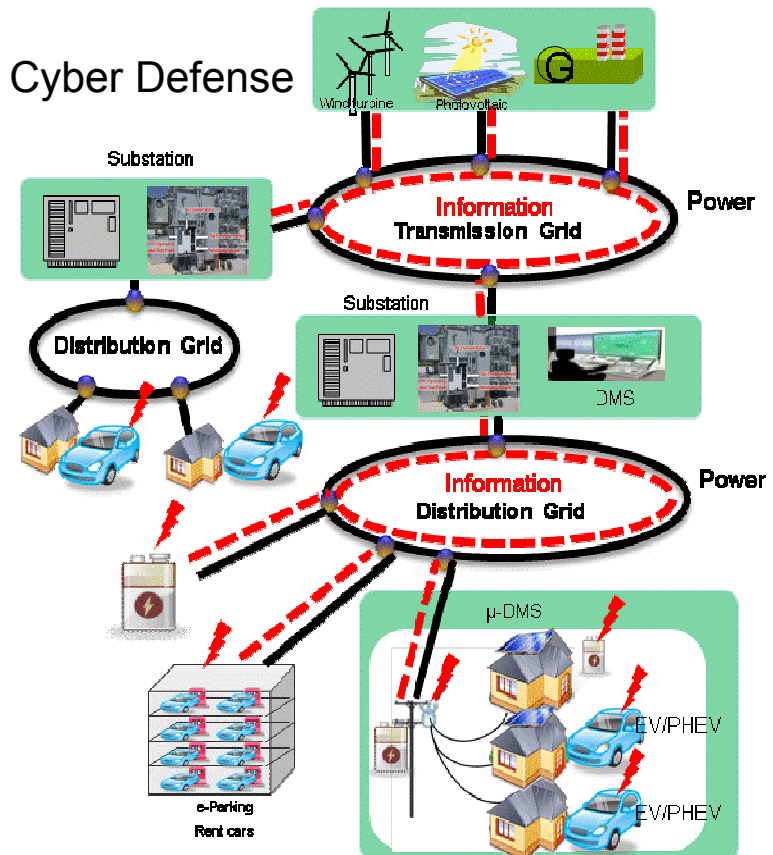 Cyber Defense
Wind turbine
Photovoltaic
G
Substation
Power
Information
Transmission Grid
Substation
Distribution Grid
DMS
Information
Power
Distribution Grid
µ-DMS
EV/PHEV
EV/PHEV
e-Parking
Rent cars